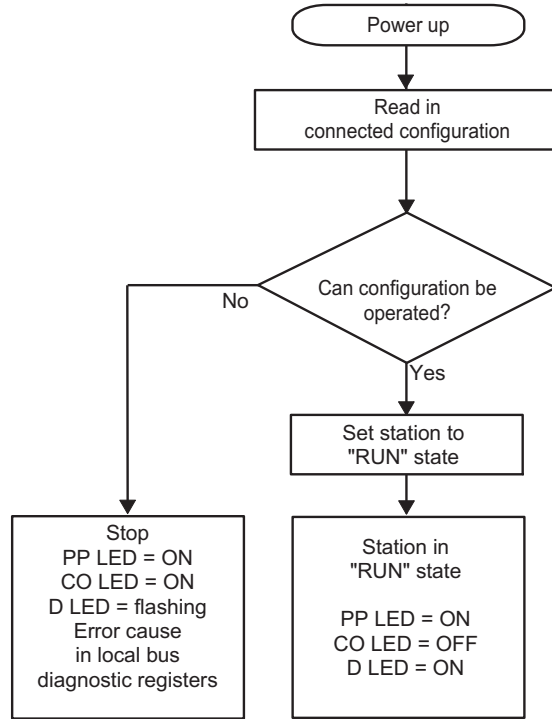 Power up
Read in
connected configuration
Can configuration be
operated?
No
Yes
Set station to
"RUN" state
Stop
PP LED = ON
CO LED = ON
D LED = flashing
Error cause
in local bus
diagnostic registers
Station in
"RUN" state
PP LED = ON
CO LED = OFF
D LED = ON